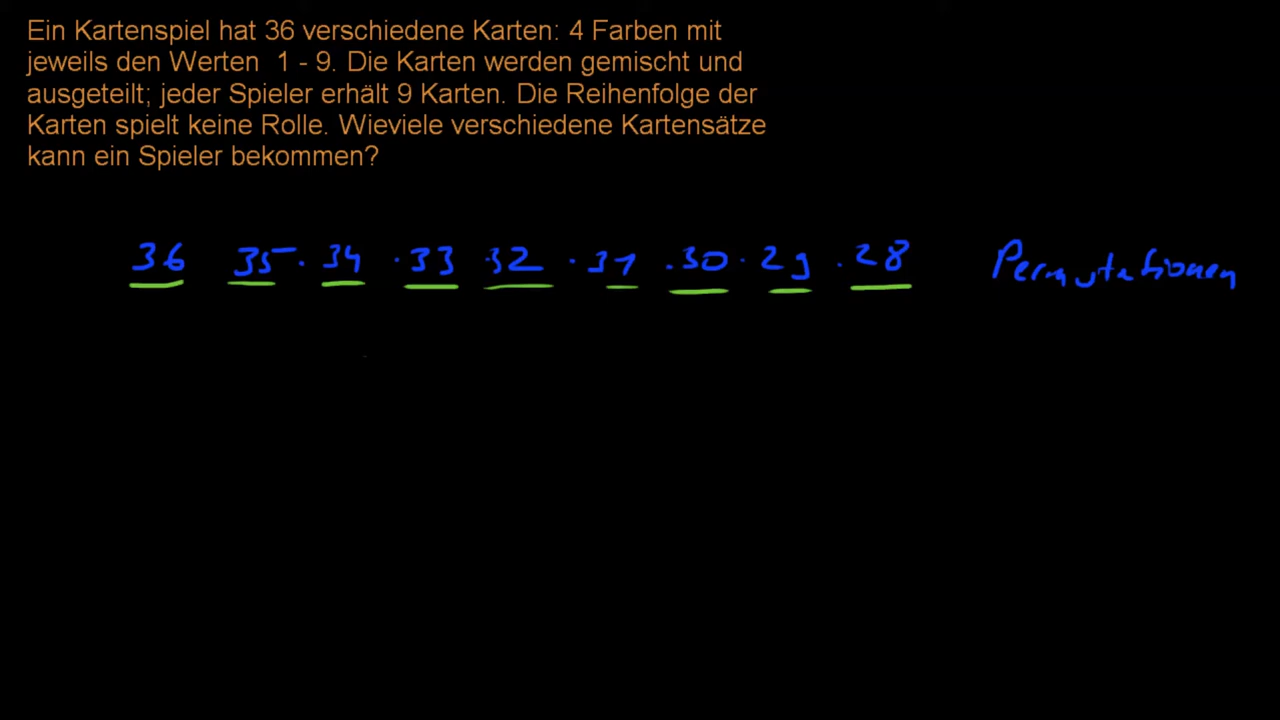 Ein Kartenspiel hat 36 verschiedene Karten: 4 Farben mit
jeweils den Werten 1 - 9. Die Karten werden gemischt und
ausgeteilt; jeder Spieler erhält 9 Karten. Die Reihenfolge der
Karten spielt keine Rolle. Wieviele verschiedene Kartensätze
kann ein Spieler bekommen?
36 35 · 34 · 33 · 32 · 31 · 30 · 29 · 28 Permutationen